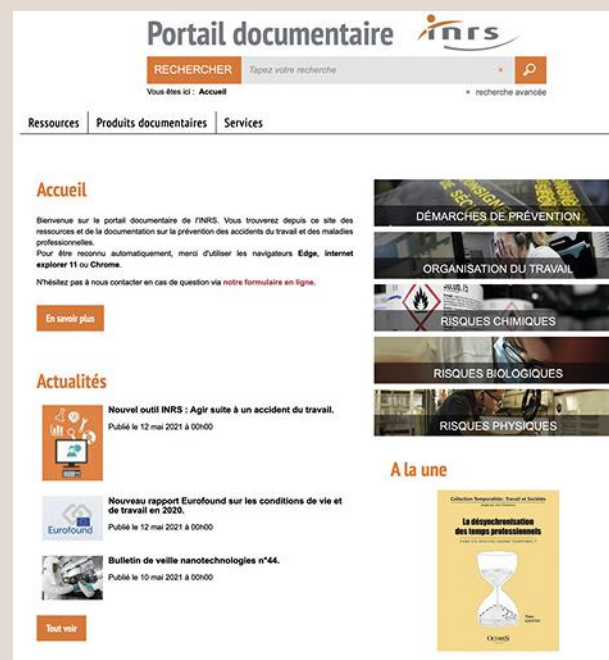 Portail documentaire
inrs
RECHERCHER
Tapez votre recherche
×
Vous êtes ici : Accueil
+ recherche avancée
Ressources
Produits documentaires
Services
Accueil
Bienvenue sur le portail documentaire de l'INRS. Vous trouverez depuis ce site des
ressources et de la documentation sur la prévention des accidents du travail et des maladies
professionnelles.
Pour être reconnu automatiquement, merci d'utiliser les navigateurs Edge, internet
explorer 11 ou Chrome.
N'hésitez pas à nous contacter en cas de question via notre formulaire en ligne.
En savoir plus
Actualités
Nouvel outil INRS : Agir suite à un accident du travail.
Publié le 12 mai 2021 à 00h00
Eurofound
Nouveau rapport Eurofound sur les conditions de vie et
de travail en 2020.
Publié le 12 mai 2021 à 00h00
Bulletin de veille nanotechnologies n°44.
Publié le 10 mai 2021 à 00h00
Tout voir
DÉMARCHES DE PRÉVENTION
ORGANISATION DU TRAVAIL
RISQUES CHIMIQUES
RISQUES BIOLOGIQUES
RISQUES PHYSIQUES
A la une
Collection Temporalités: Travail et Sociétés
La désynchronisation
des temps professionnels
OCTARÈS